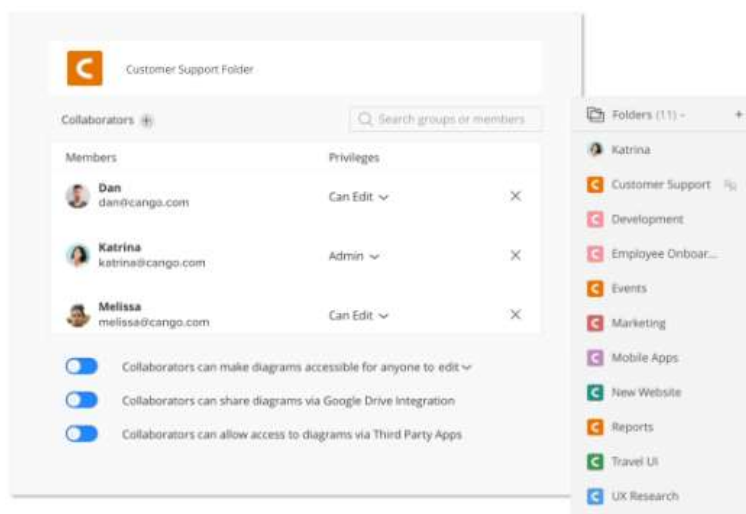 Customer Support Folder
Collaborators
Search groups or members
Members Privileges
Dan
dan@cango.com
Can Edit
Katrina
katrina@cango.com
Admin
Melissa
melissa@cango.com
Can Edit
Collaborators can make diagrams accessible for anyone to edit
Collaborators can share diagrams via Google Drive Integration
Collaborators can allow access to diagrams via Third Party Apps
Folders (11)
Katrina
Customer Support
Development
Employee Onboar...
Events
Marketing
Mobile Apps
New Website
Reports
Travel UI
UX Research